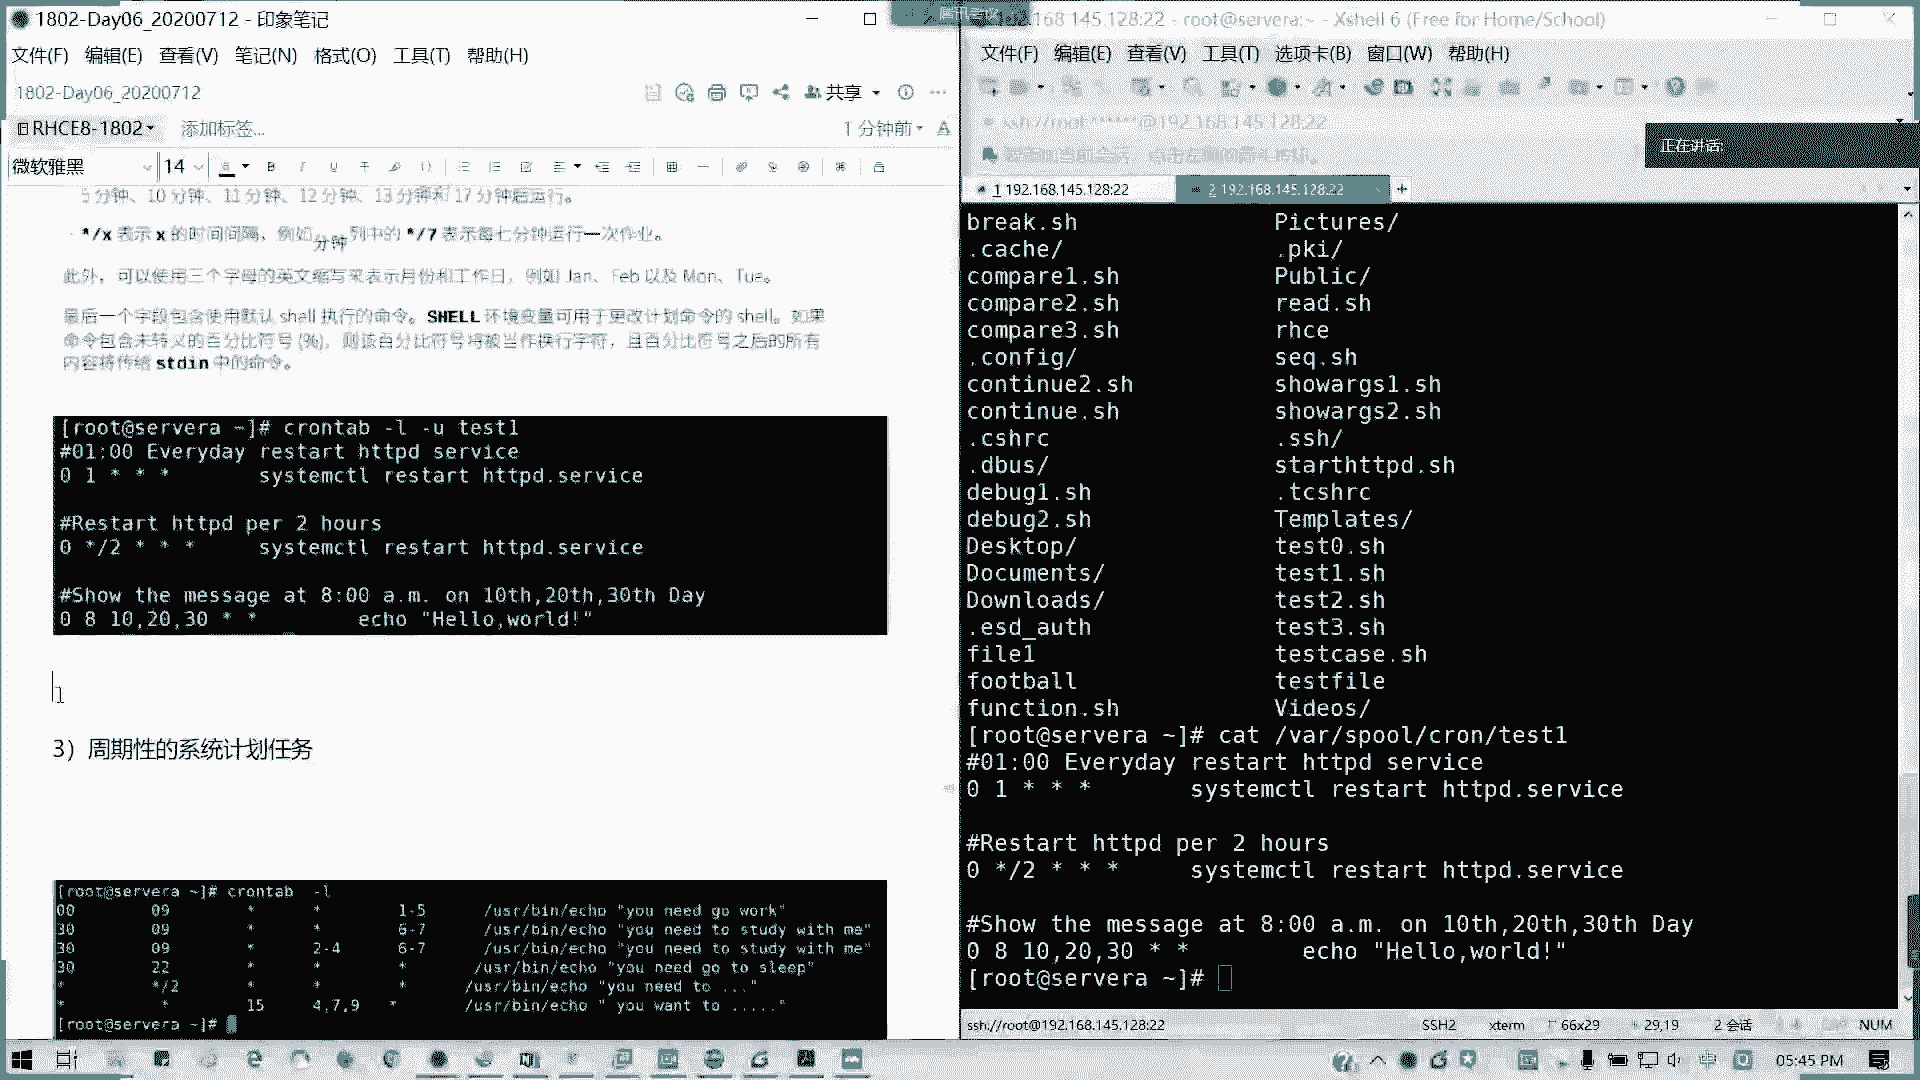 1802-Day06_20200712 - 印象笔记
文件(F) 编辑(E) 查看(V) 笔记(N) 格式(O) 工具(T) 帮助(H)
1802-Day06_20200712
共享
RHCE8-1802
添加标签...
1 分钟前
微软雅黑
14
5 分钟、10 分钟、11 分钟、12 分钟、13 分钟和 17 分钟后运行。
*/x 表示 x 的时间间隔，例如分钟列中的 */7 表示每七分钟运行一次作业。
此外，可以使用三个字母的英文缩写来表示月份和工作日，例如 Jan、Feb 以及 Mon、Tue。
最后一个字段包含使用默认 shell 执行的命令。SHELL 环境变量可用于更改计划命令的 shell。如果
命令包含未转义的百分比符号 (%)，则该百分比符号将被当作换行字符，且百分比符号之后的所有
内容将传给 stdin 中的命令。
[root@servera ~]# crontab -l -u test1
#01:00 Everyday restart httpd service
0 1 * * * systemctl restart httpd.service
#Restart httpd per 2 hours
0 */2 * * * systemctl restart httpd.service
#Show the message at 8:00 a.m. on 10th,20th,30th Day
0 8 10,20,30 * * echo "Hello,world!"
3）周期性的系统计划任务
[root@servera ~]# crontab -l
00 09 * * 1-5 /usr/bin/echo "you need go work"
30 09 * * 6-7 /usr/bin/echo "you need to study with me"
30 09 * 2-4 6-7 /usr/bin/echo "you need to study with me"
30 22 * * * /usr/bin/echo "you need go to sleep"
* */2 * * * /usr/bin/echo "you need to ..."
* * 15 4,7,9 * /usr/bin/echo " you want to ....."
[root@servera ~]#
腾讯会议
168.145.128:22 - root@servera:~ - Xshell 6 (Free for Home/School)
文件(F) 编辑(E) 查看(V) 工具(T) 选项卡(B) 窗口(W) 帮助(H)
ssh://root:******@192.168.145.128:22
正在讲话:
1 192.168.145.128:22
2 192.168.145.128:22
break.sh Pictures/
.cache/ .pki/
compare1.sh Public/
compare2.sh read.sh
compare3.sh rhce
.config/ seq.sh
continue2.sh showargs1.sh
continue.sh showargs2.sh
.cshrc .ssh/
.dbus/ starthttpd.sh
debug1.sh .tcshrc
debug2.sh Templates/
Desktop/ test0.sh
Documents/ test1.sh
Downloads/ test2.sh
.esd_auth test3.sh
file1 testcase.sh
football testfile
function.sh Videos/
[root@servera ~]# cat /var/spool/cron/test1
#01:00 Everyday restart httpd service
0 1 * * * systemctl restart httpd.service
#Restart httpd per 2 hours
0 */2 * * * systemctl restart httpd.service
#Show the message at 8:00 a.m. on 10th,20th,30th Day
0 8 10,20,30 * * echo "Hello,world!"
[root@servera ~]#
ssh://root@192.168.145.128:22
SSH2 xterm 66x29 29,19 2 会话 NUM
中
05:45 PM